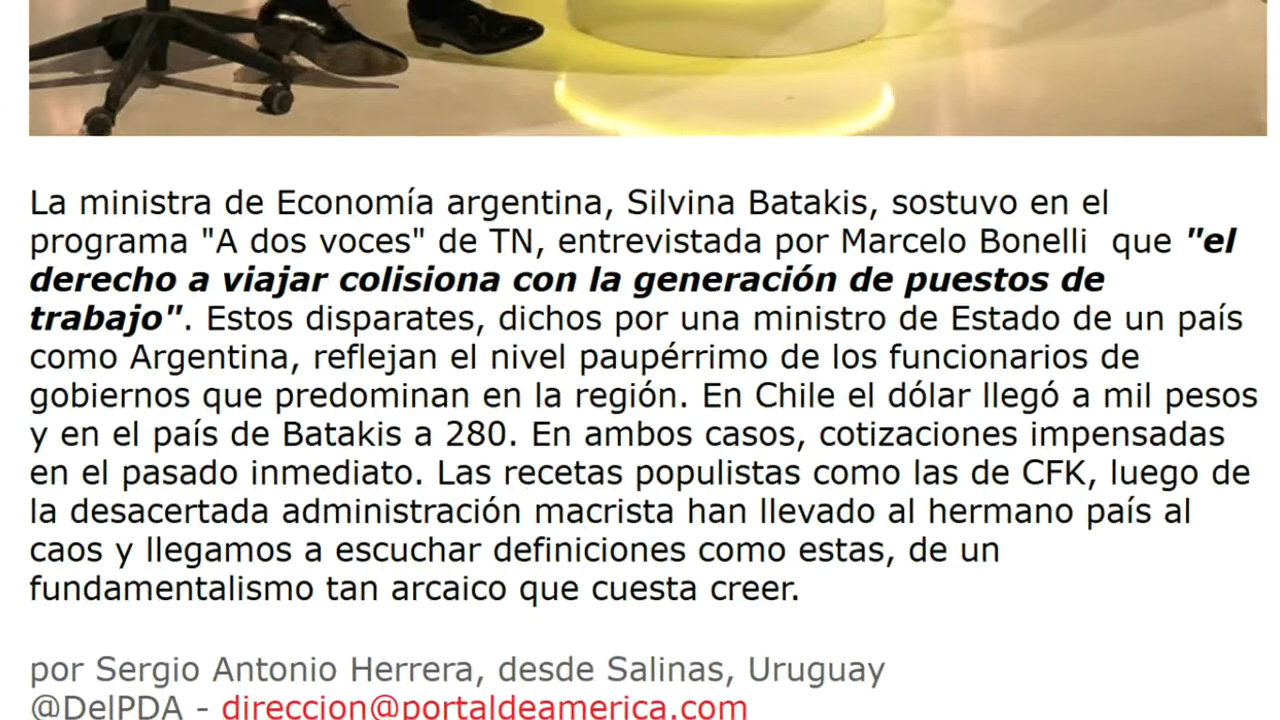 La ministra de Economía argentina, Silvina Batakis, sostuvo en el
programa "A dos voces" de TN, entrevistada por Marcelo Bonelli  que "el
derecho a viajar colisiona con la generación de puestos de
trabajo". Estos disparates, dichos por una ministro de Estado de un país
como Argentina, reflejan el nivel paupérrimo de los funcionarios de
gobiernos que predominan en la región. En Chile el dólar llegó a mil pesos
y en el país de Batakis a 280. En ambos casos, cotizaciones impensadas
en el pasado inmediato. Las recetas populistas como las de CFK, luego de
la desacertada administración macrista han llevado al hermano país al
caos y llegamos a escuchar definiciones como estas, de un
fundamentalismo tan arcaico que cuesta creer.
por Sergio Antonio Herrera, desde Salinas, Uruguay
@DelPDA - direccion@portaldeamerica.com